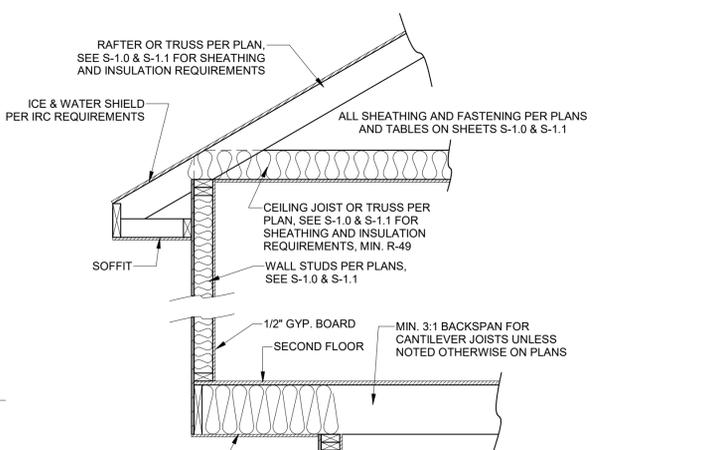 RAFTER OR TRUSS PER PLAN,
SEE S-1.0 & S-1.1 FOR SHEATHING
AND INSULATION REQUIREMENTS
ICE & WATER SHIELD
PER IRC REQUIREMENTS
ALL SHEATHING AND FASTENING PER PLANS
AND TABLES ON SHEETS S-1.0 & S-1.1
CEILING JOIST OR TRUSS PER
PLAN, SEE S-1.0 & S-1.1 FOR
SHEATHING AND INSULATION
REQUIREMENTS, MIN. R-49
SOFFIT
WALL STUDS PER PLANS,
SEE S-1.0 & S-1.1
1/2" GYP. BOARD
SECOND FLOOR
MIN. 3:1 BACKSPAN FOR
CANTILEVER JOISTS UNLESS
NOTED OTHERWISE ON PLANS